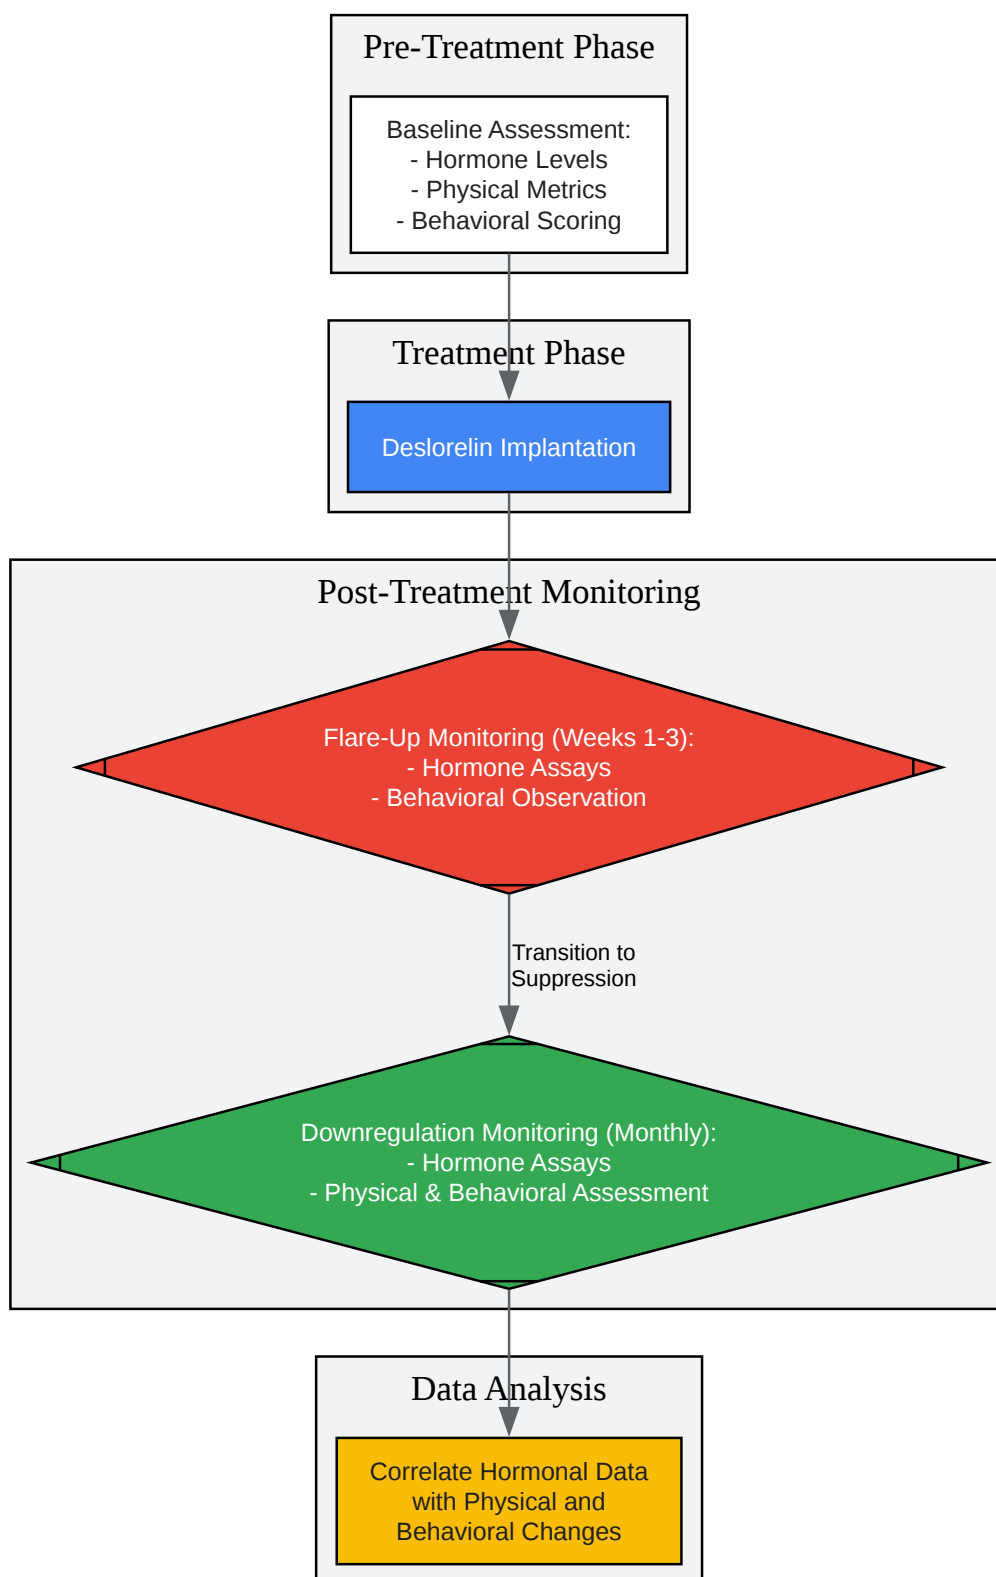 Pre-Treatment Phase
Baseline Assessment:
- Hormone Levels
- Physical Metrics
- Behavioral Scoring
Treatment Phase
Deslorelin Implantation
Post-Treatment Monitoring
Flare-Up Monitoring (Weeks 1-3):
- Hormone Assays
- Behavioral Observation
Transition to
Suppression
Downregulation Monitoring (Monthly):
- Hormone Assays
- Physical & Behavioral Assessment
Data Analysis
Correlate Hormonal Data
with Physical and
Behavioral Changes